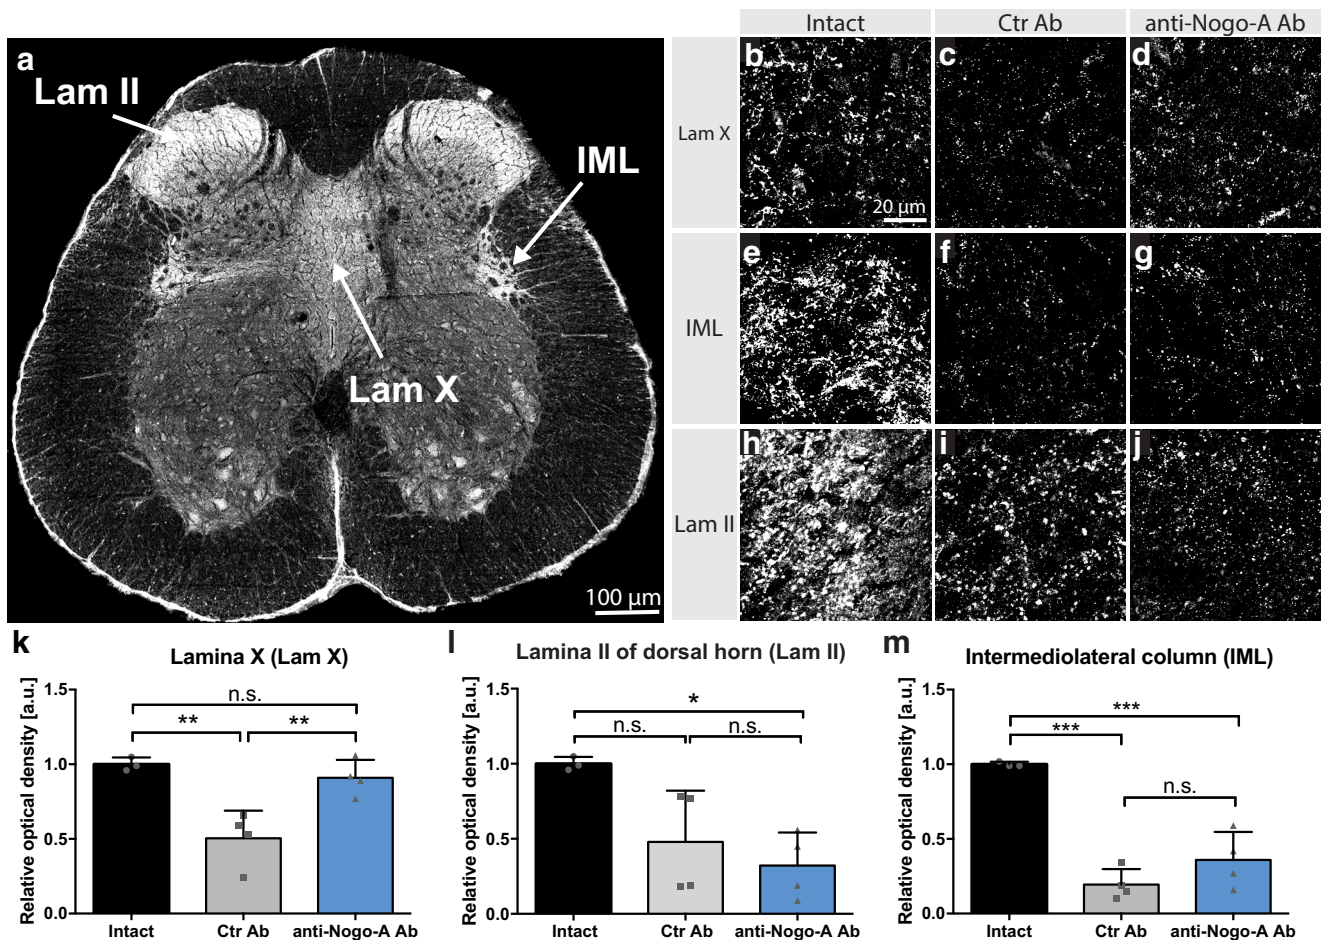 Intact
Ctr Ab
anti-Nogo-A Ab
a
Lam II
IML
Lam X
100 µm
Lam X
b
c
d
20 µm
IML
e
f
g
Lam II
h
i
j
k
Lamina X (Lam X)
Relative optical density [a.u.]
1.5
1.0
0.5
0.0
n.s.
**
**
Intact
Ctr Ab
anti-Nogo-A Ab
l
Lamina II of dorsal horn (Lam II)
Relative optical density [a.u.]
1.5
1.0
0.5
0.0
*
n.s.
n.s.
Intact
Ctr Ab
anti-Nogo-A Ab
m
Intermediolateral column (IML)
Relative optical density [a.u.]
1.5
1.0
0.5
0.0
***
***
n.s.
Intact
Ctr Ab
anti-Nogo-A Ab